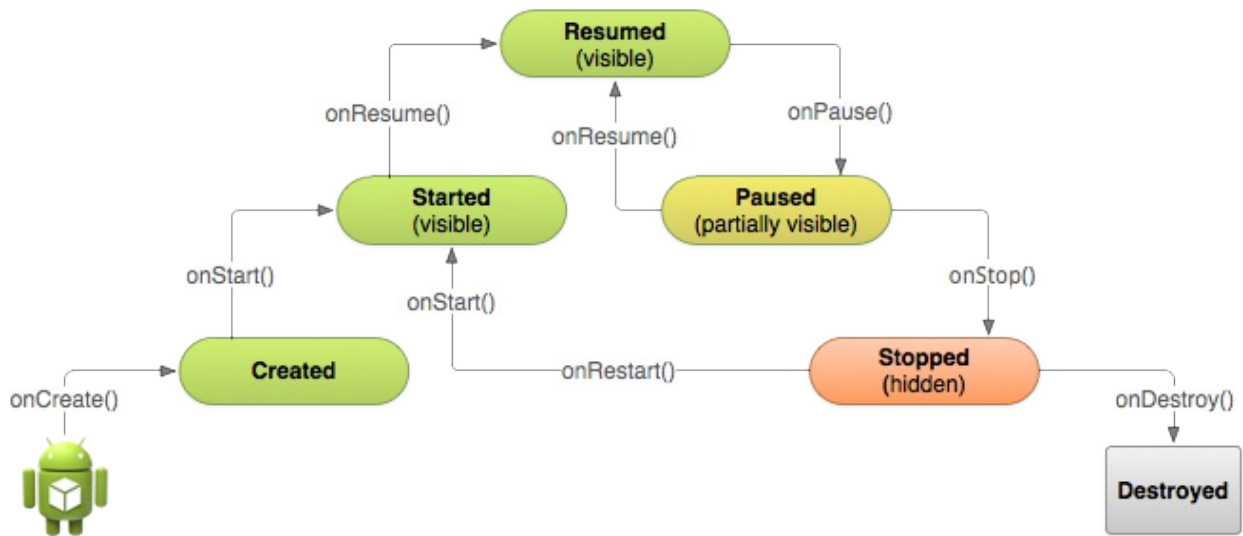 Resumed
(visible)
onResume()
onResume()
onPause()
Started
(visible)
Paused
(partially visible)
onStart()
onStart()
onStop()
Created
onRestart()
Stopped
(hidden)
onCreate()
onDestroy()
Destroyed